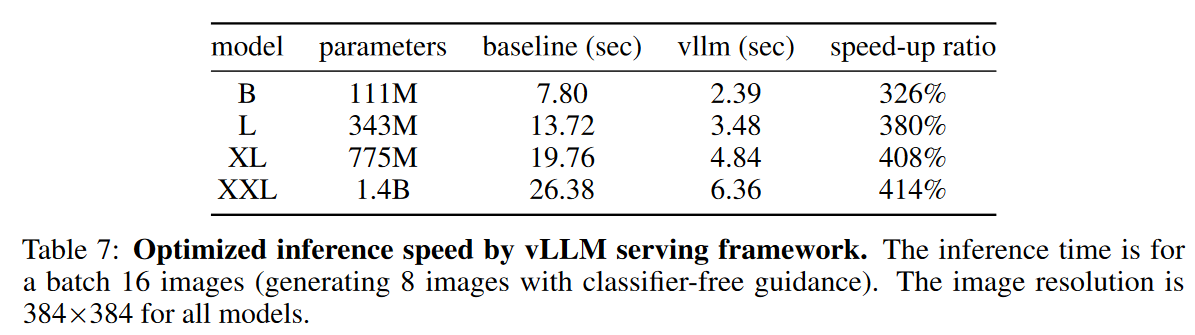 model parameters baseline (sec) vllm (sec) speed-up ratio
B 111M 7.80 2.39 326%
L 343M 13.72 3.48 380%
XL 775M 19.76 4.84 408%
XXL 1.4B 26.38 6.36 414%
Table 7: Optimized inference speed by vLLM serving framework. The inference time is for
a batch 16 images (generating 8 images with classifier-free guidance). The image resolution is
384×384 for all models.